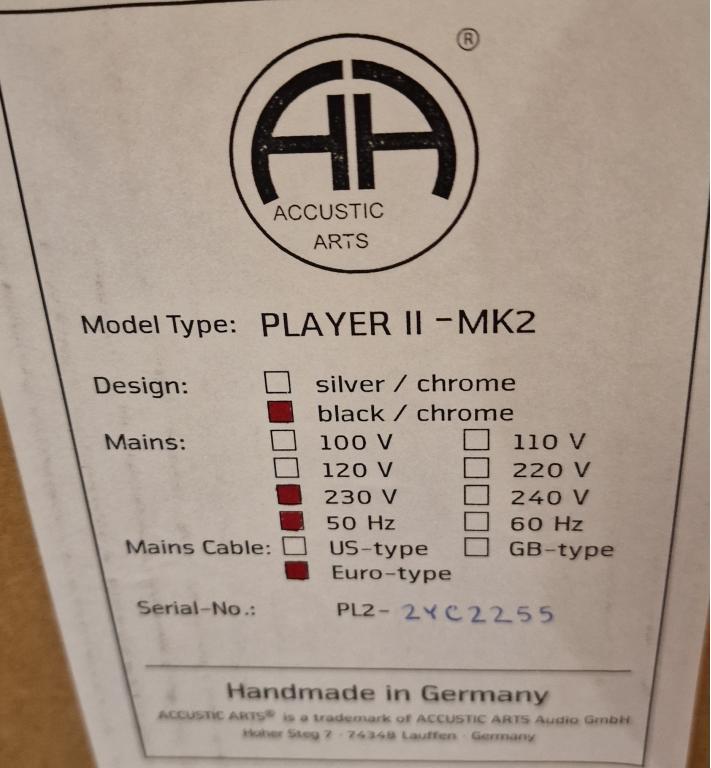 ®
ACCUSTIC
ARTS
Model Type: PLAYER II - MK2
Design: silver / chrome
black / chrome
Mains: 100 V 110 V
120 V 220 V
230 V 240 V
50 Hz 60 Hz
Mains Cable: US-type GB-type
Euro-type
Serial-No.: PL2- 2YC2255
Handmade in Germany
ACCUSTIC ARTS® is a trademark of ACCUSTIC ARTS Audio GmbH
Hoher Steg 7 · 74348 Lauffen · Germany